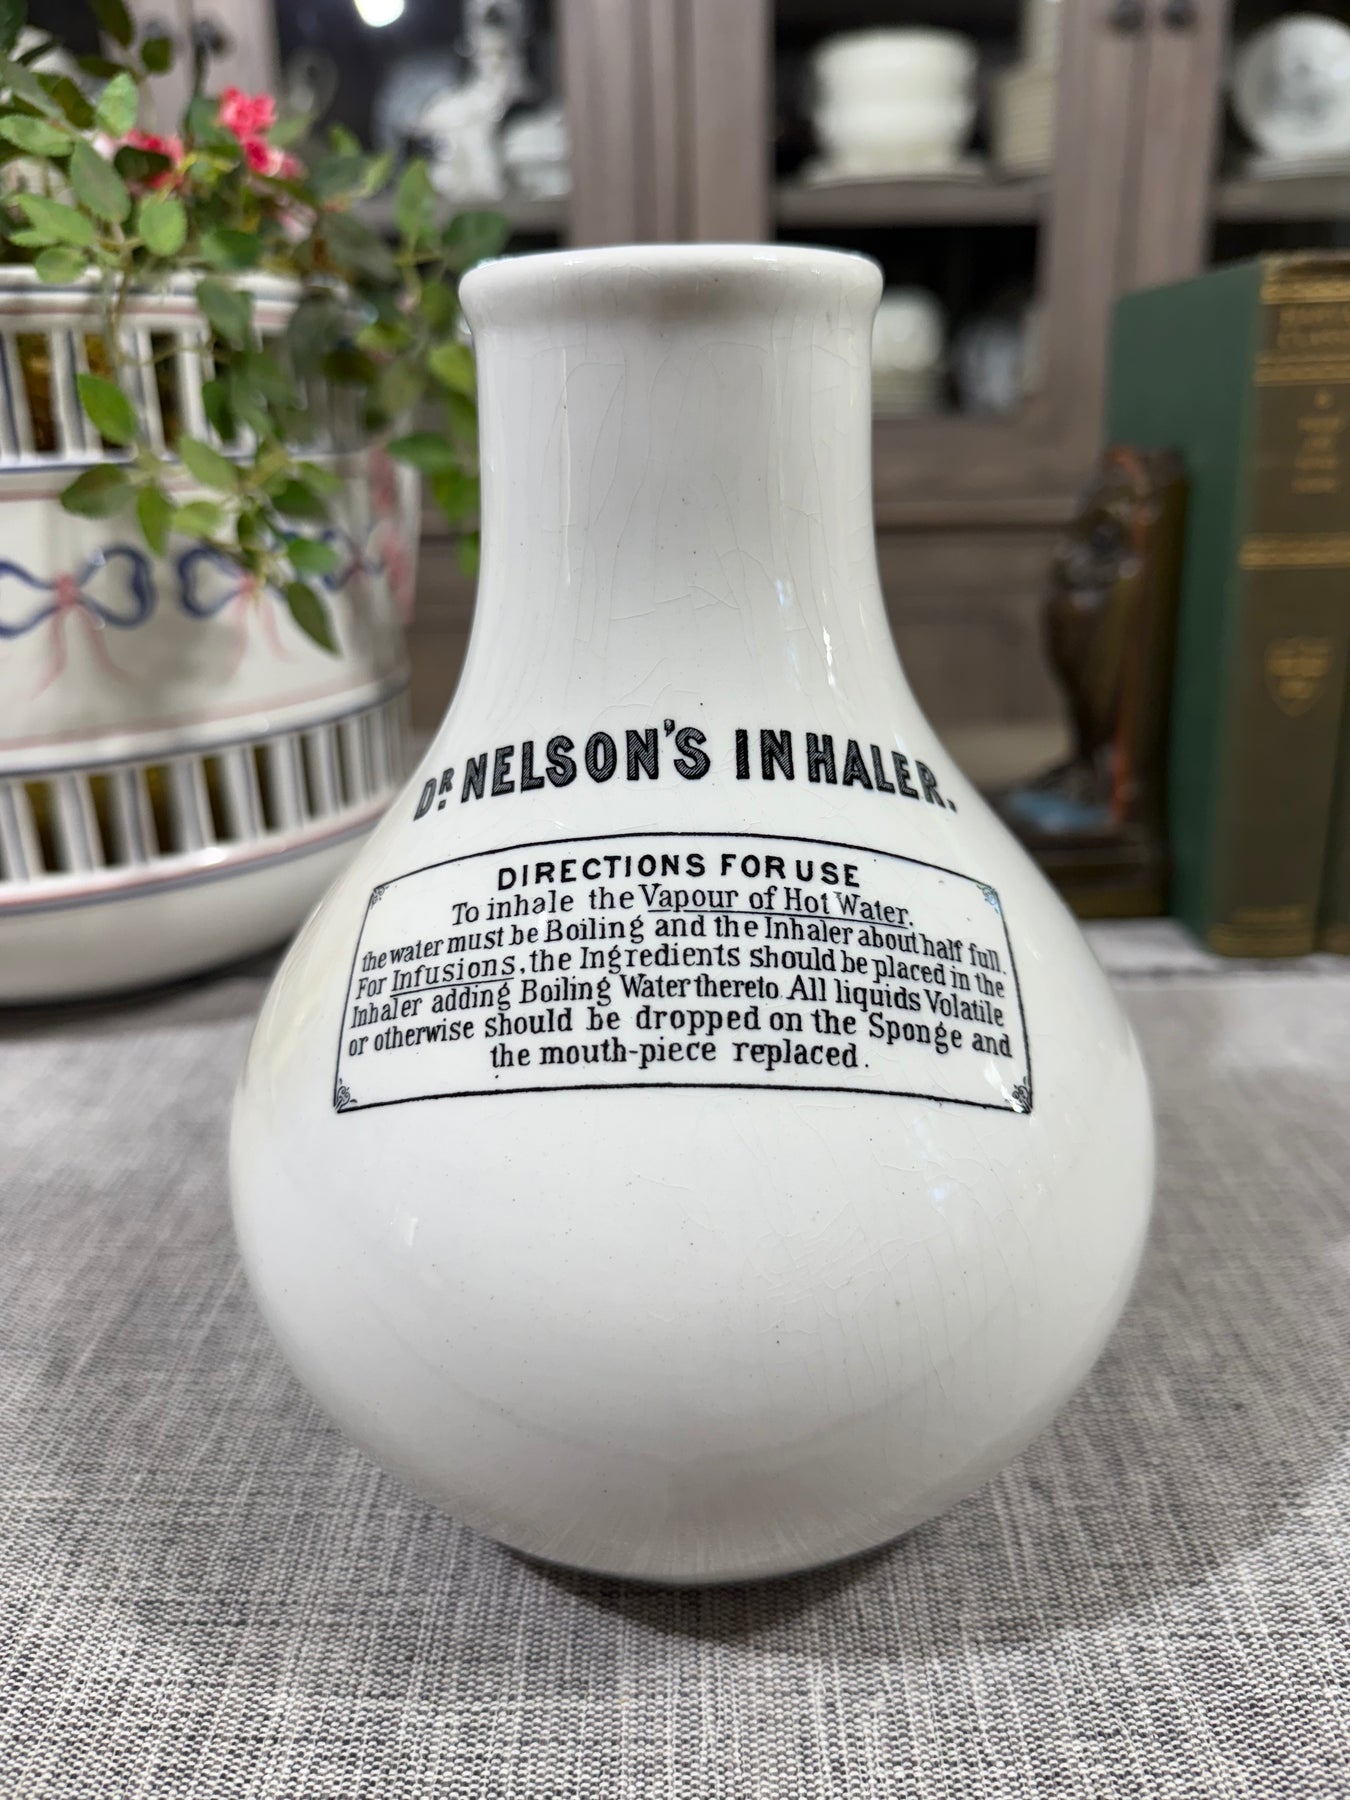 DR. NELSON'S INHALER.
DIRECTIONS FOR USE
To inhale the Vapour of Hot Water.
the water must be Boiling and the Inhaler about half full.
For Infusions, the Ingredients should be placed in the
Inhaler adding Boiling Water thereto. All liquids Volatile
or otherwise should be dropped on the Sponge and
the mouth-piece replaced.